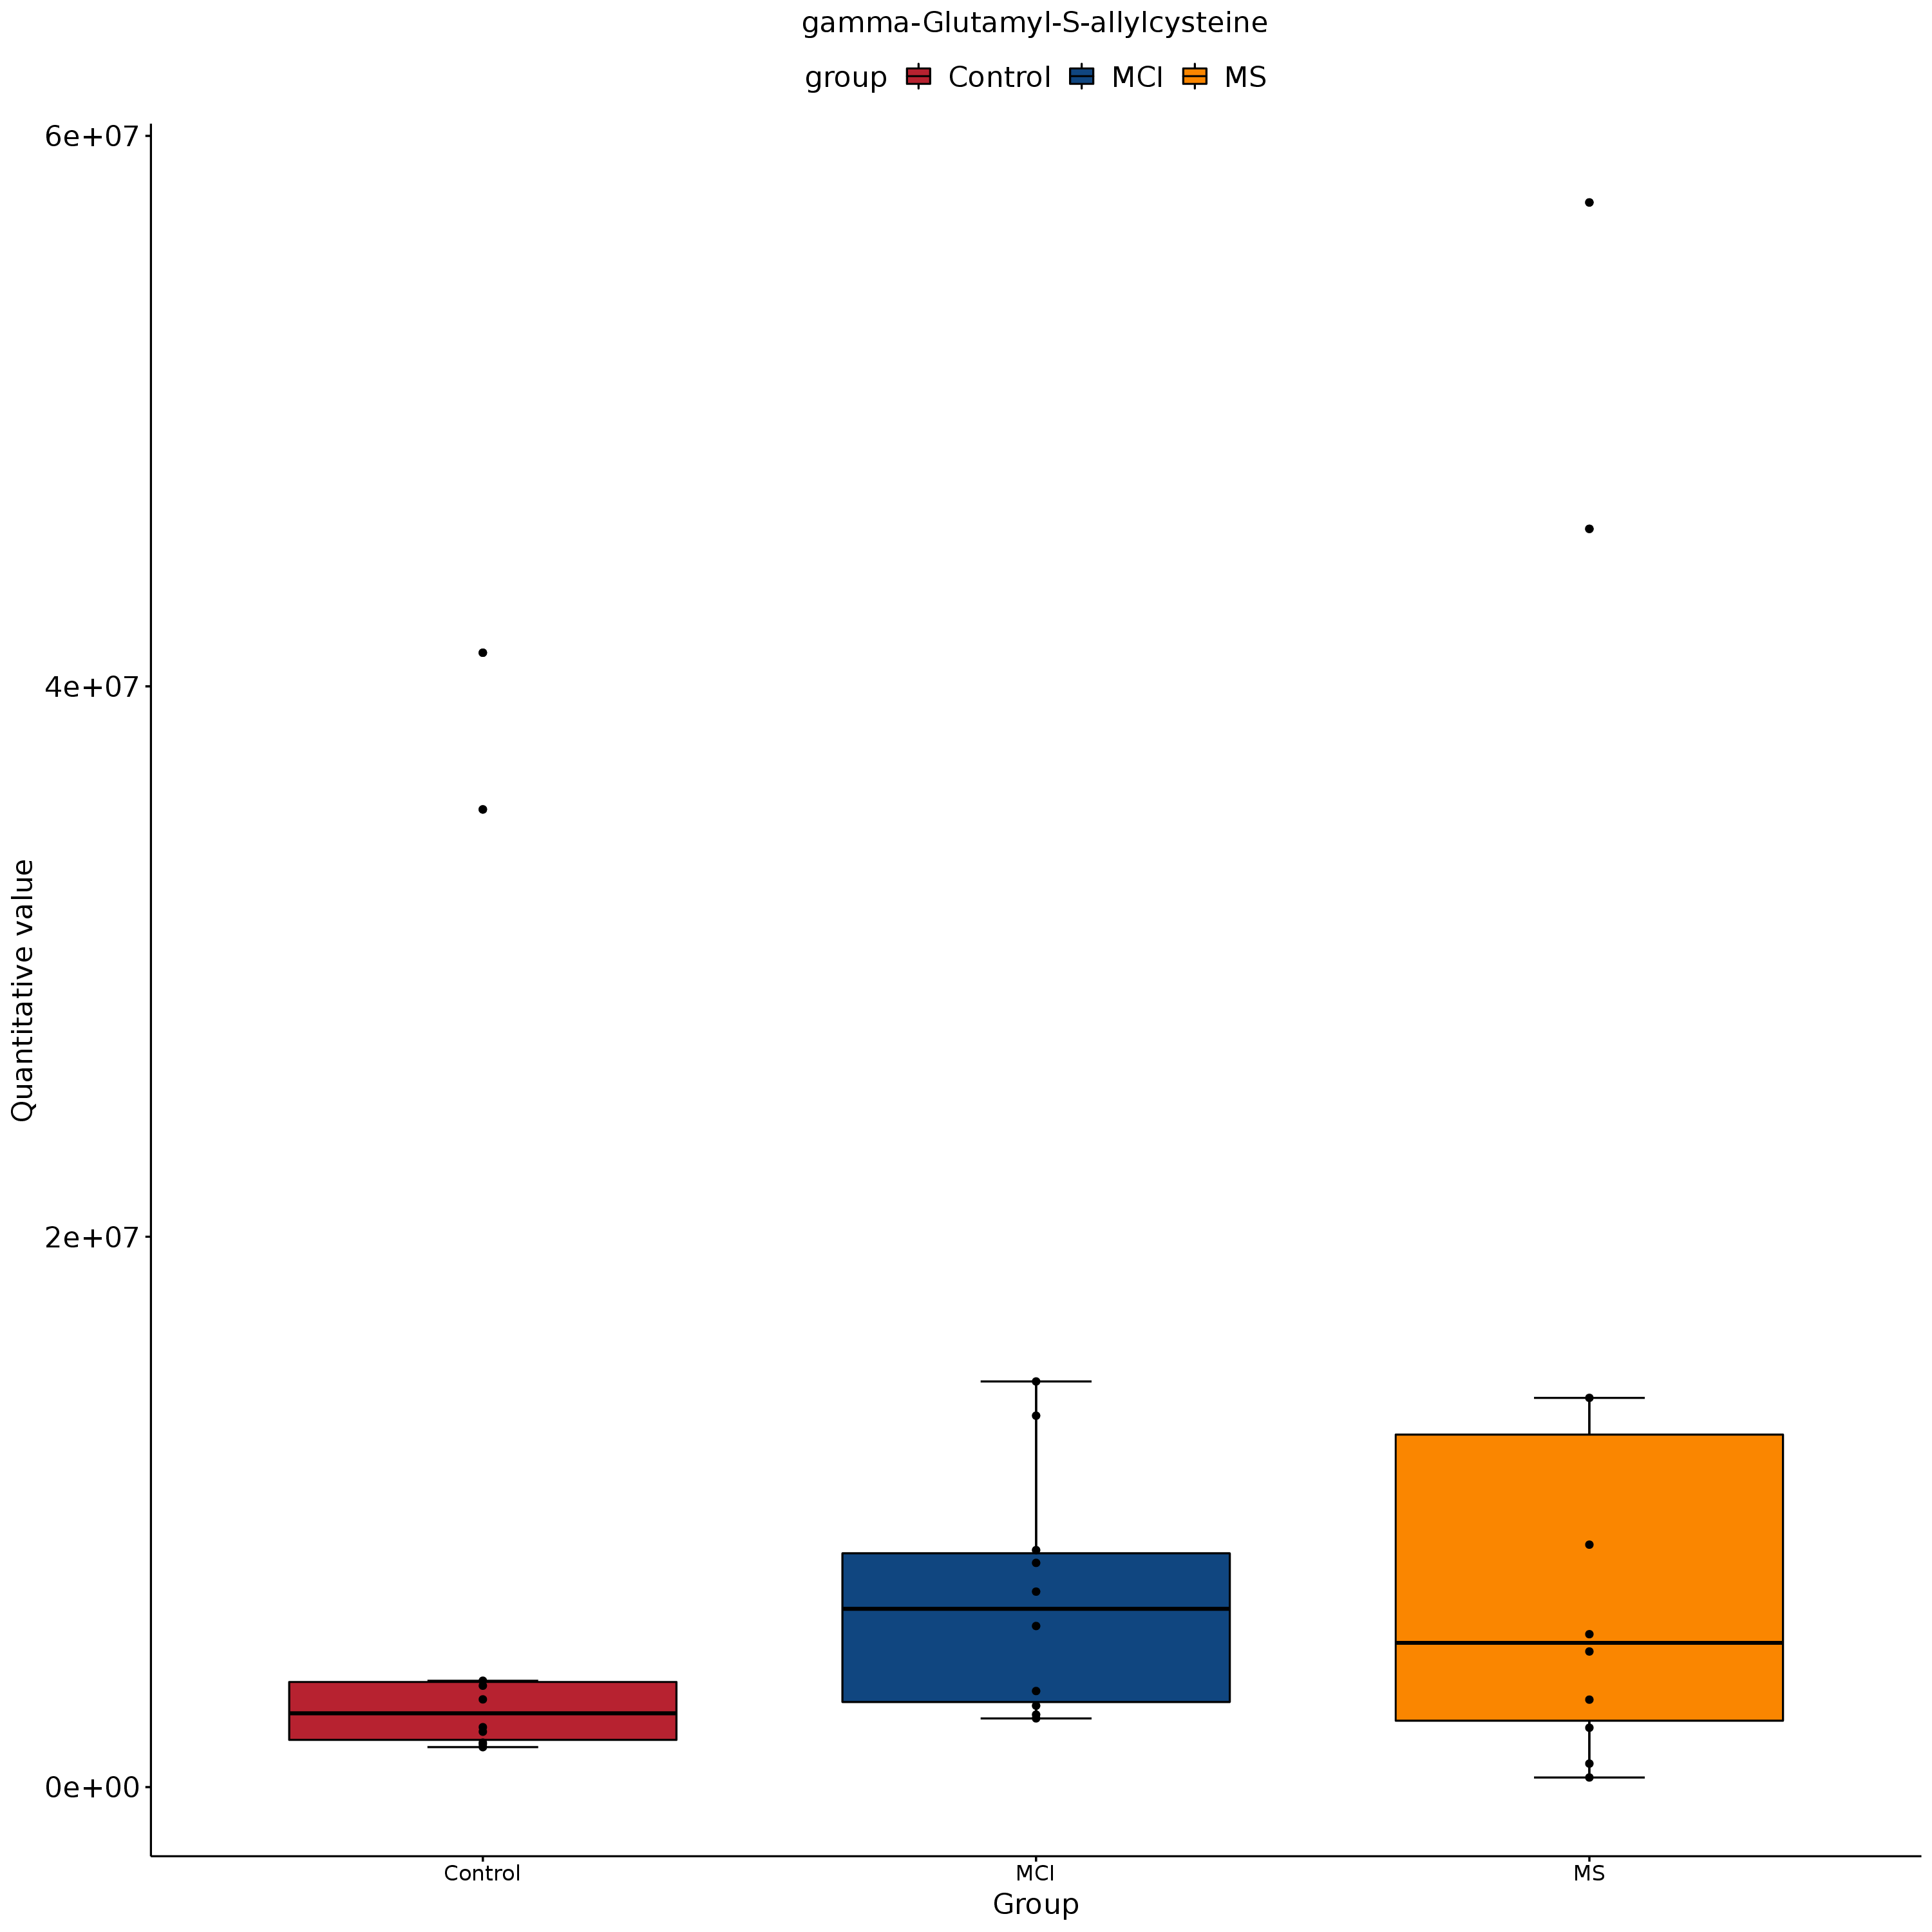 gamma-Glutamyl-S-allylcysteine
group Control MCI MS
6e+07
4e+07
2e+07
0e+00
Quantitative value
Control MCI MS
Group